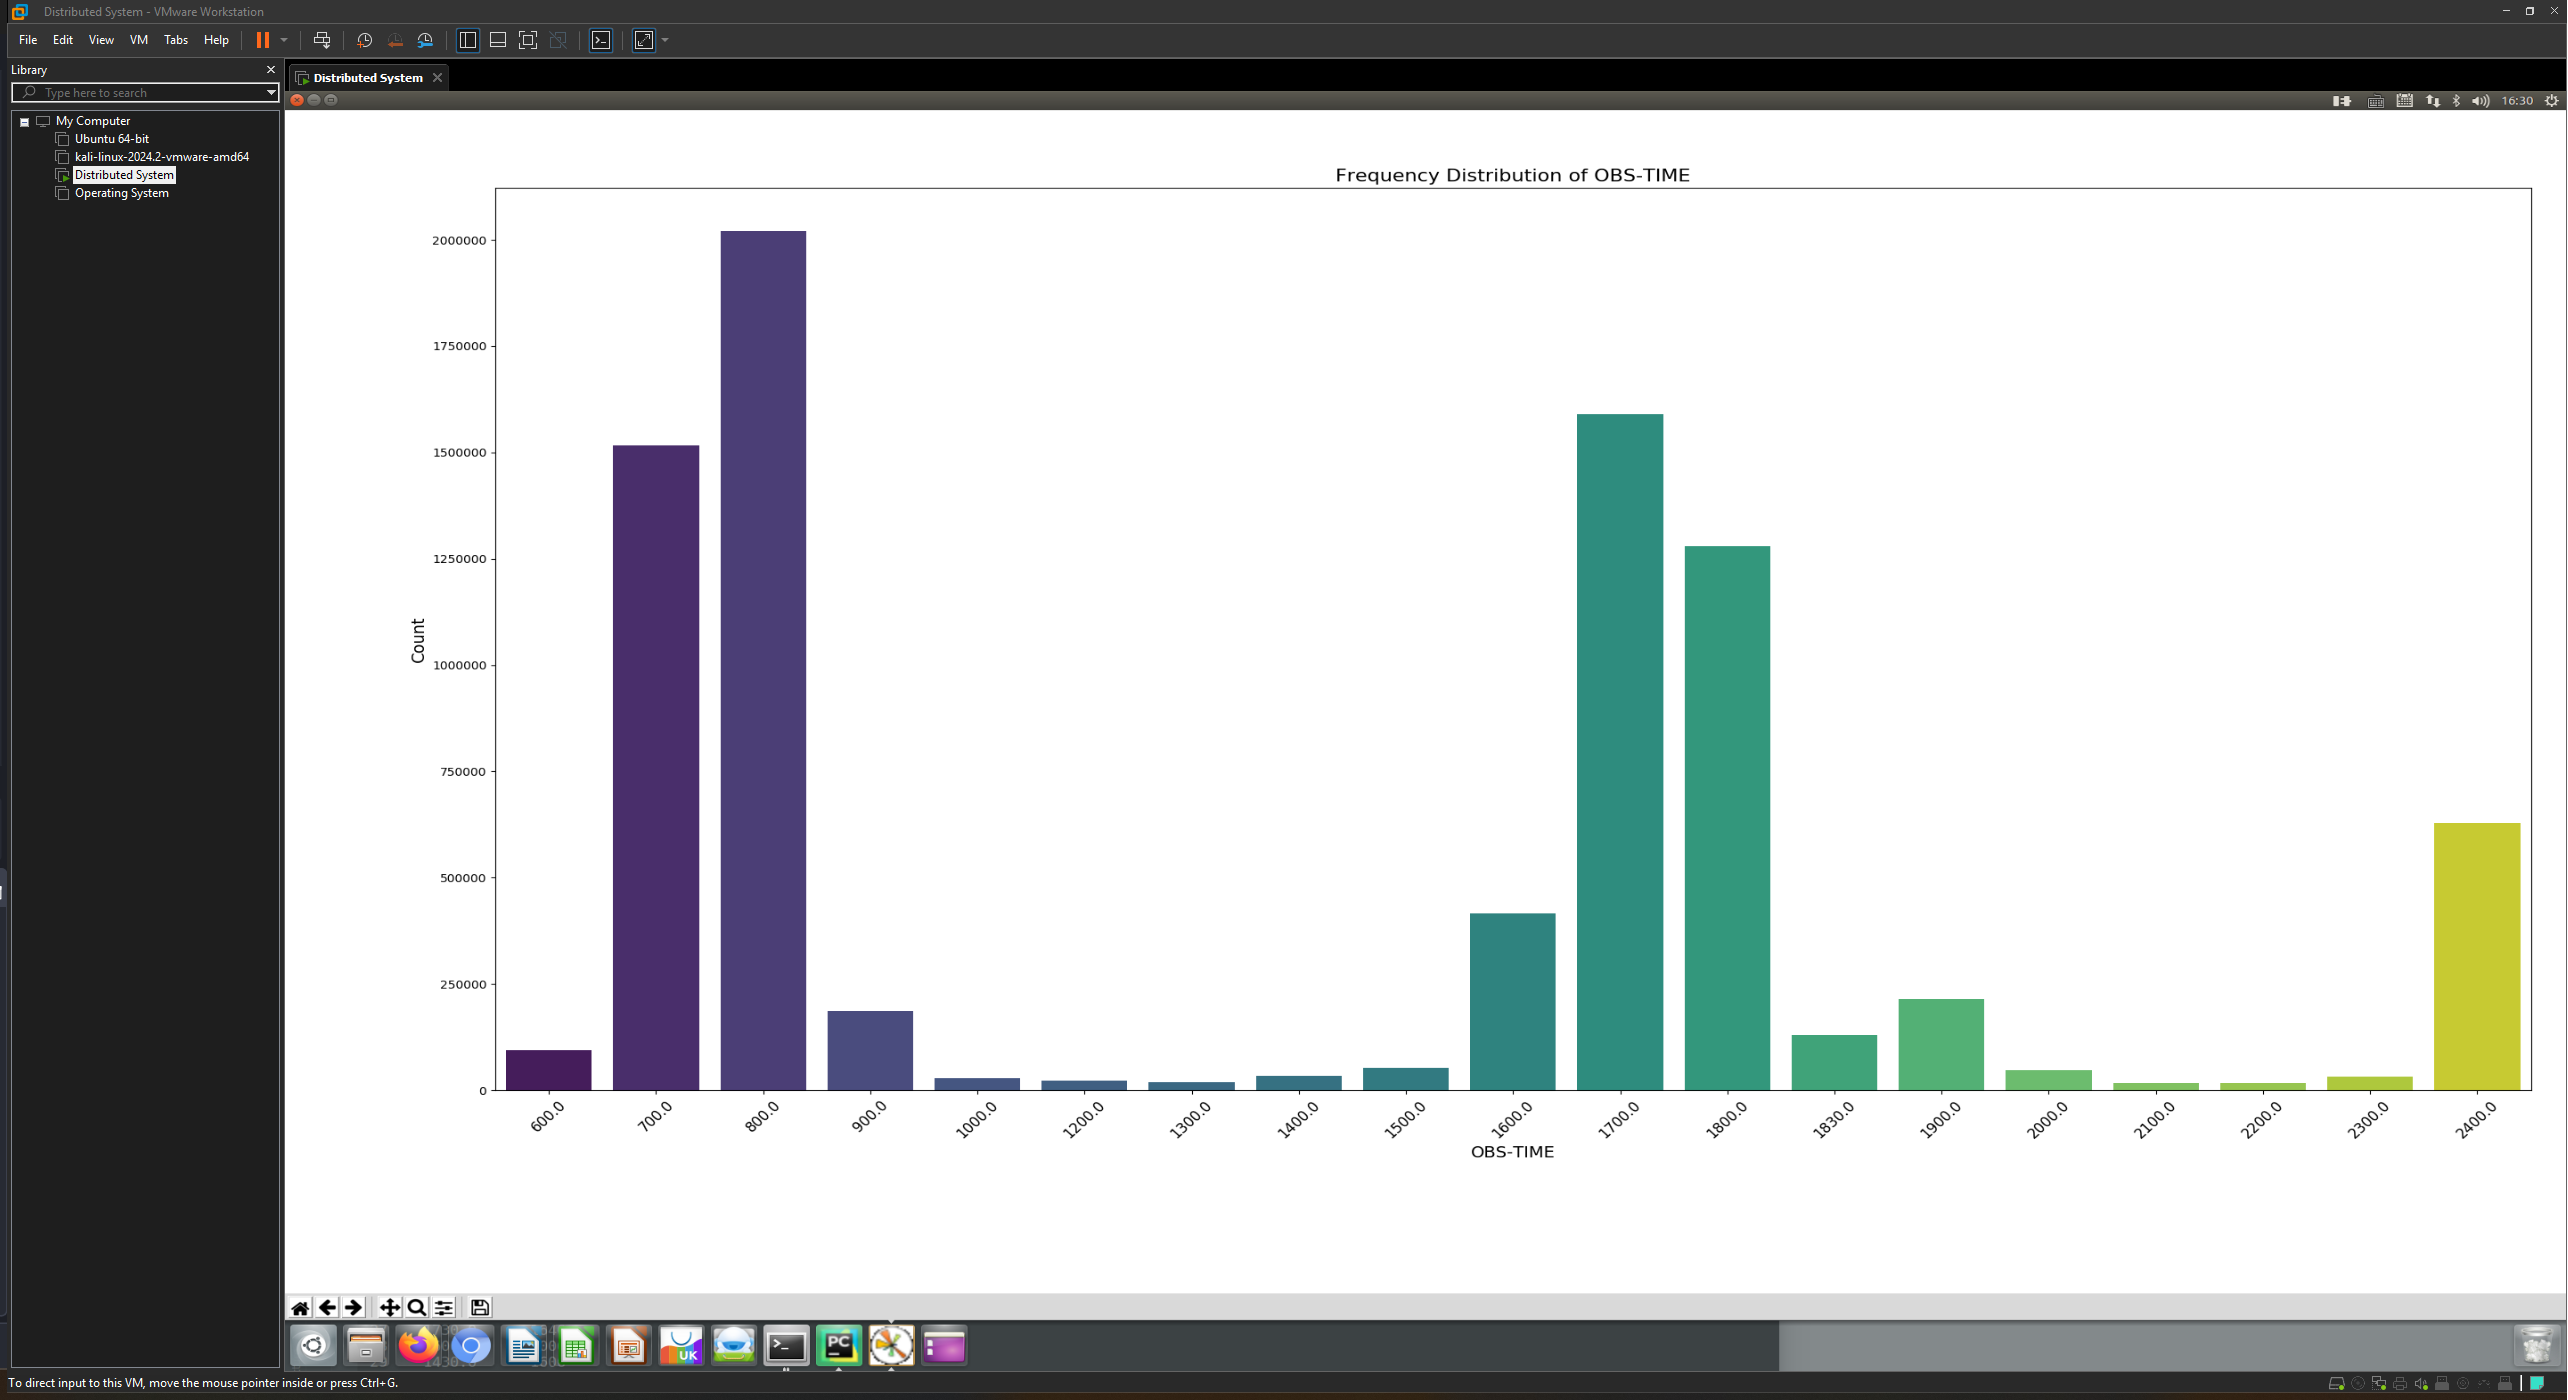 Distributed System - VMware Workstation
File Edit View VM Tabs Help
Library
Type here to search
My Computer
Ubuntu 64-bit
kali-linux-2024.2-vmware-amd64
Distributed System
Operating System
Distributed System
16:30
Frequency Distribution of OBS-TIME
Count
2000000
1750000
1500000
1250000
1000000
750000
500000
250000
0
600.0 700.0 800.0 900.0 1000.0 1200.0 1300.0 1400.0 1500.0 1600.0 1700.0 1800.0 1830.0 1900.0 2000.0 2100.0 2200.0 2300.0 2400.0
OBS-TIME
UK
>_
PC
To direct input to this VM, move the mouse pointer inside or press Ctrl+G.